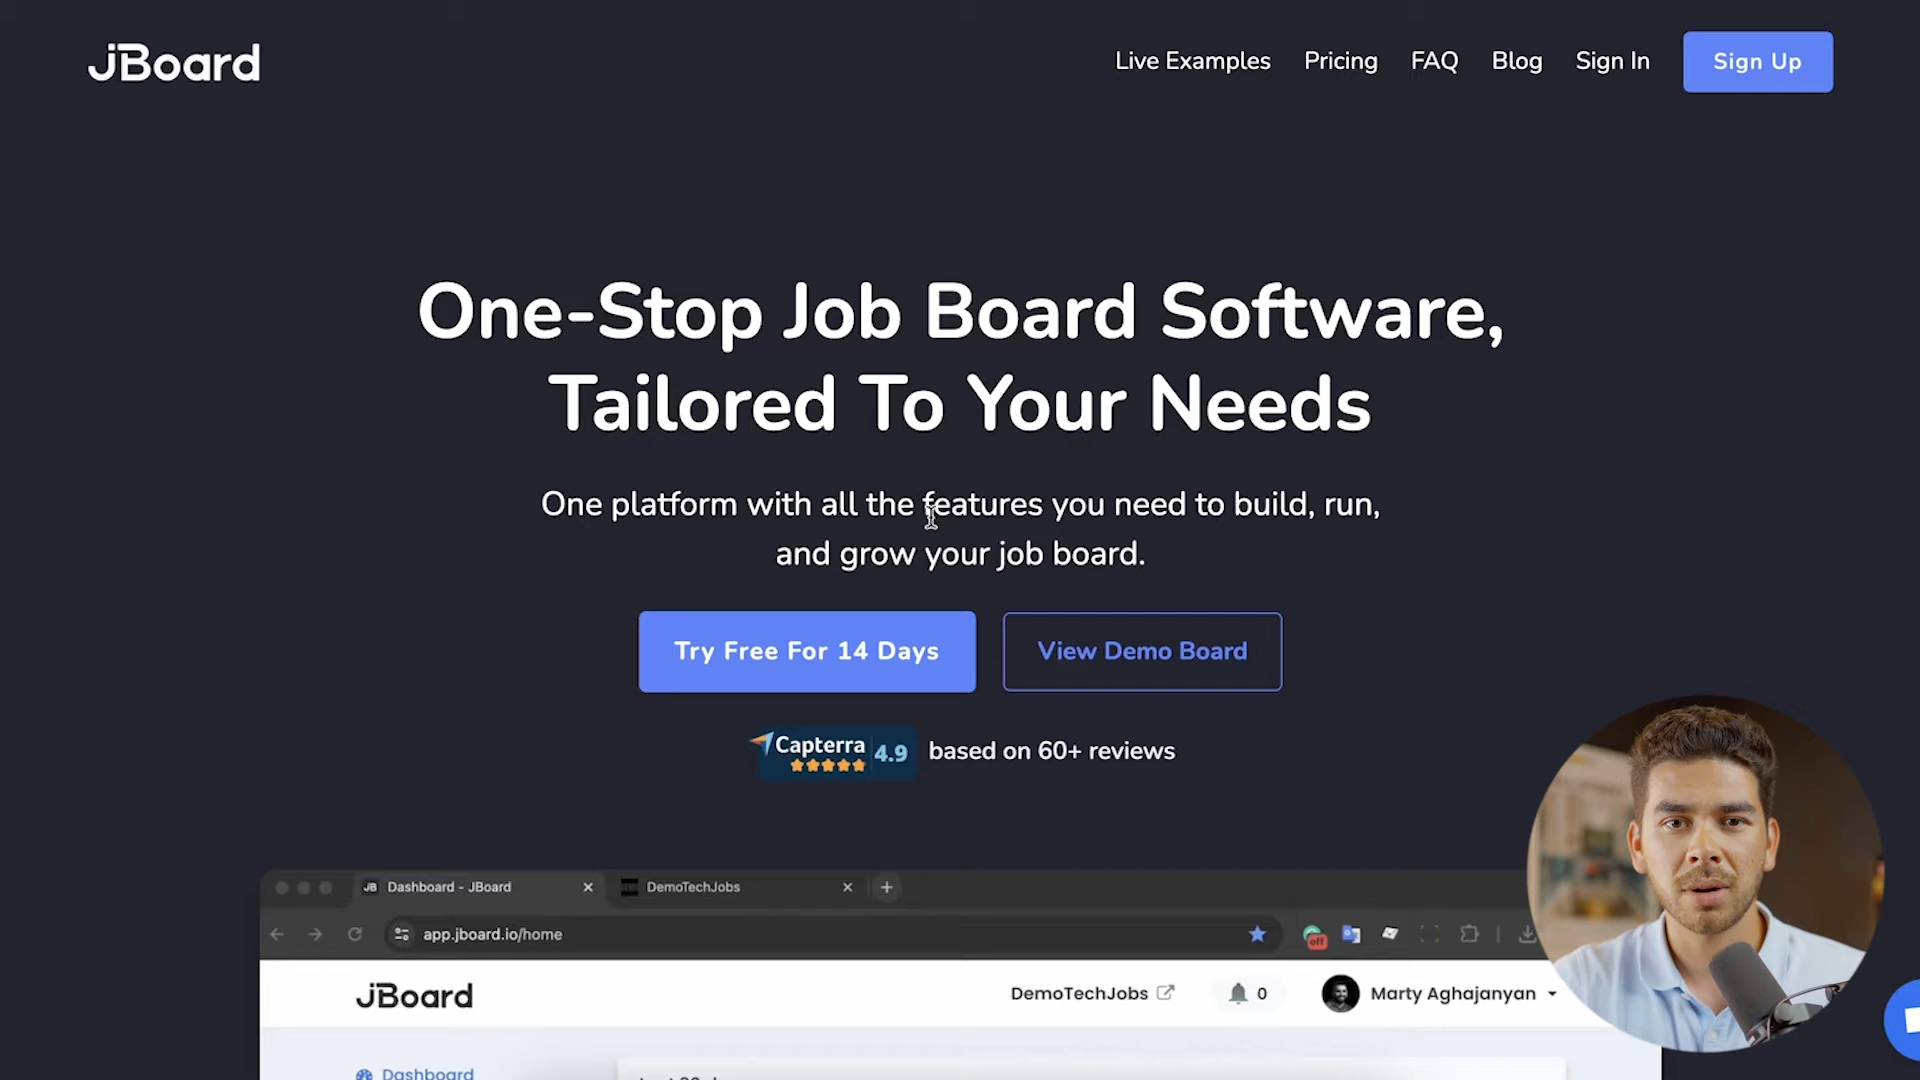 JBoard
Live Examples
Pricing
FAQ
Blog
Sign In
Sign Up
One-Stop Job Board Software,
Tailored To Your Needs
One platform with all the features you need to build, run,
and grow your job board.
Try Free For 14 Days
View Demo Board
Capterra
4.9
based on 60+ reviews
JB
Dashboard - JBoard
DemoTechJobs
app.jboard.io/home
off
JBoard
DemoTechJobs
0
Marty Aghajanyan
Dashboard